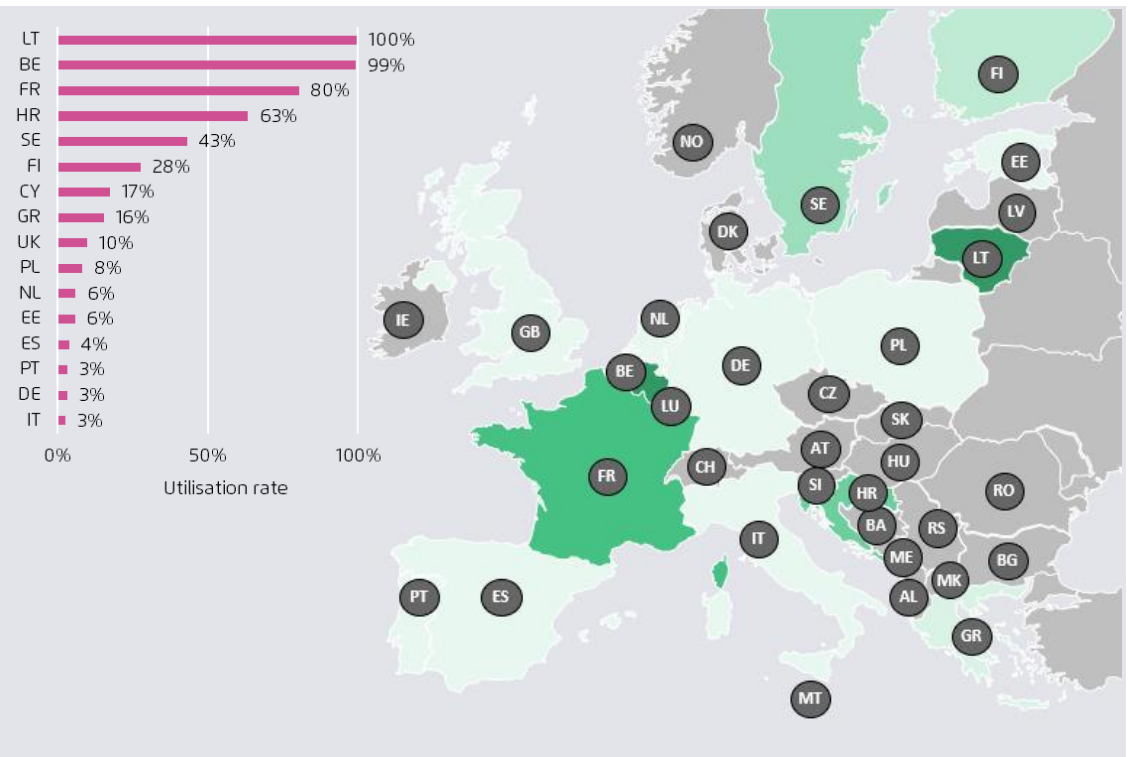 LT 100%
BE 99%
FR 80%
HR 63%
SE 43%
FI 28%
CY 17%
GR 16%
UK 10%
PL 8%
NL 6%
EE 6%
ES 4%
PT 3%
DE 3%
IT 3%
0% 50% 100%
Utilisation rate
FI
NO
EE
SE
LV
DK
LT
IE
GB
NL
PL
BE
DE
CZ
LU
SK
AT
HU
CH
FR
SI
HR
RO
BA
RS
IT
ME
BG
MK
PT
ES
AL
GR
MT